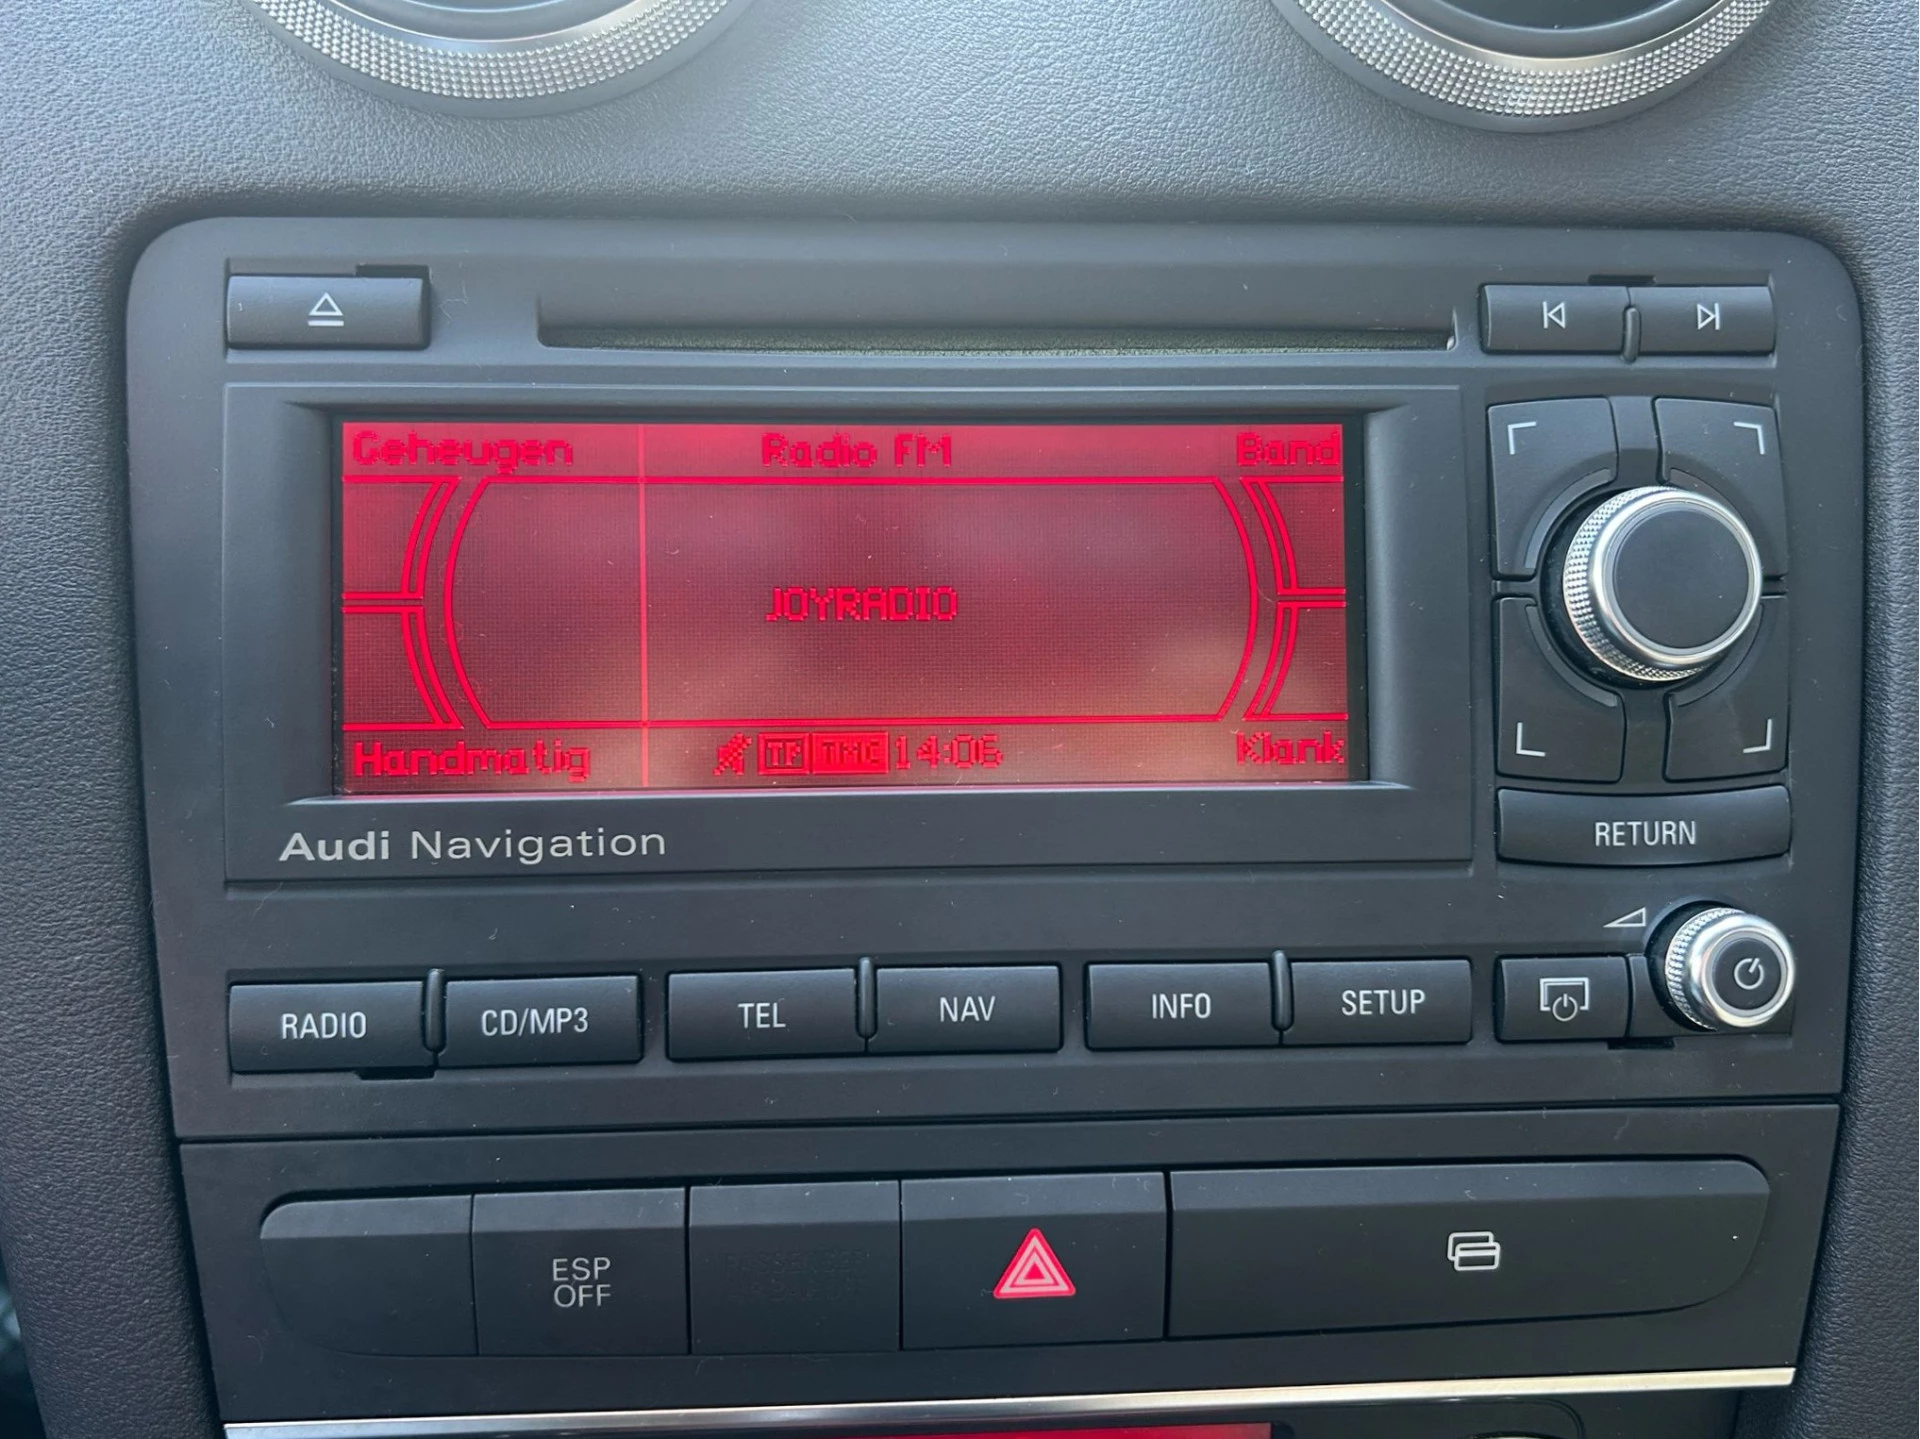 Geheugen Radio FM Band
JOYRADIO
Handmatig TP TMC 14:06 Klank
Audi Navigation
RETURN
RADIO CD/MP3 TEL NAV INFO SETUP
ESP
OFF